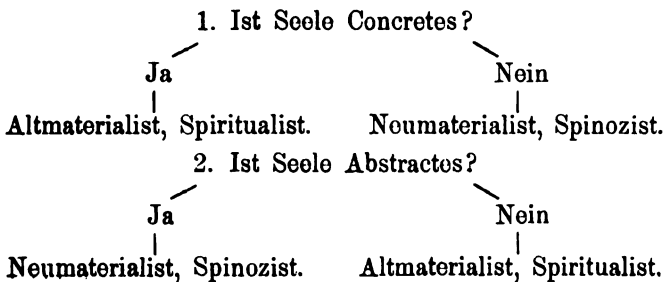 1. Ist Seele Concretes?
Ja Nein
Altmaterialist, Spiritualist. Neumaterialist, Spinozist.
2. Ist Seele Abstractes?
Ja Nein
Neumaterialist, Spinozist. Altmaterialist, Spiritualist.